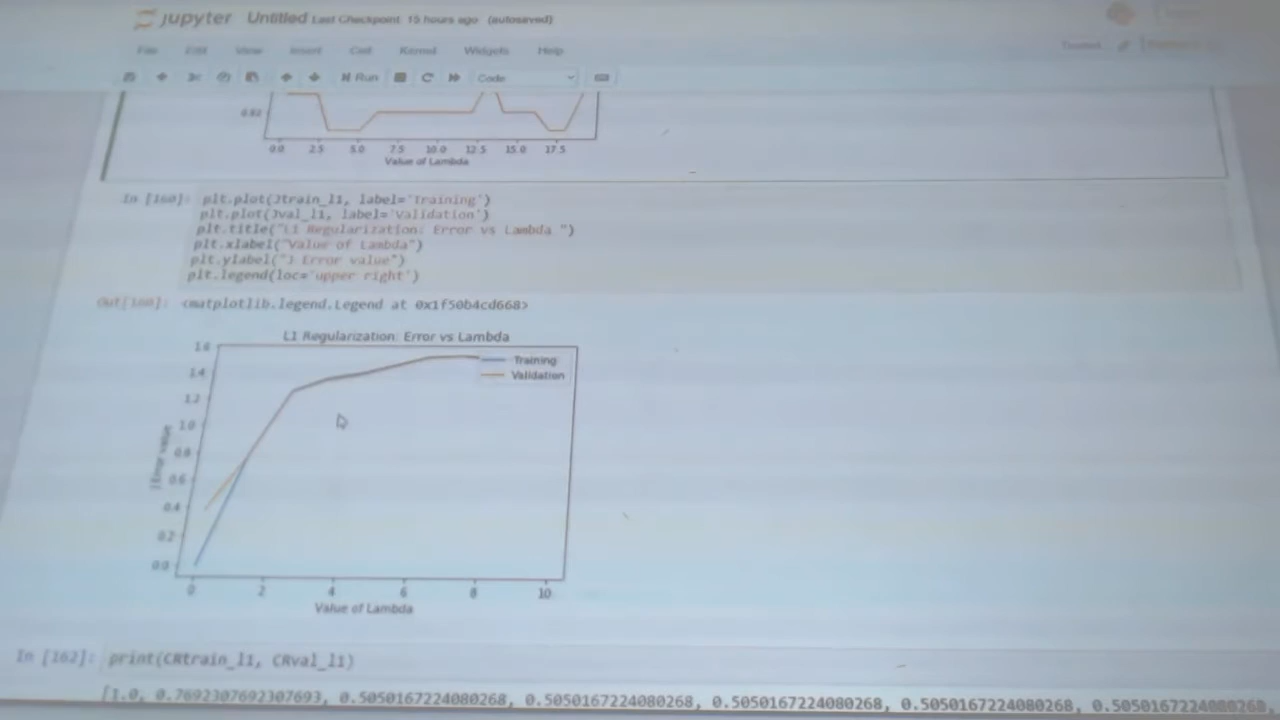 jupyter Untitled Last Checkpoint: 15 hours ago (autosaved)
File Edit View Insert Cell Kernel Widgets Help
Trusted
Run Code
0.0 2.5 5.0 7.5 10.0 12.5 15.0 17.5
Value of Lambda
In [160]: plt.plot(Jtrain_l1, label='Training')
plt.plot(Jval_l1, label='Validation')
plt.title("L1 Regularization: Error vs Lambda ")
plt.xlabel("Value of Lambda")
plt.ylabel("J Error value")
plt.legend(loc='upper right')
Out[160]: <matplotlib.legend.Legend at 0x1f50b4cd668>
L1 Regularization: Error vs Lambda
1.6
Training
1.4
Validation
1.2
1.0
0.8
0.6
0.4
0.2
0.0
J Error value
0 2 4 6 8 10
Value of Lambda
In [162]: print(CRtrain_l1, CRval_l1)
[1.0, 0.7692307692307693, 0.5050167224080268, 0.5050167224080268, 0.5050167224080268, 0.5050167224080268, 0.5050167224080268,